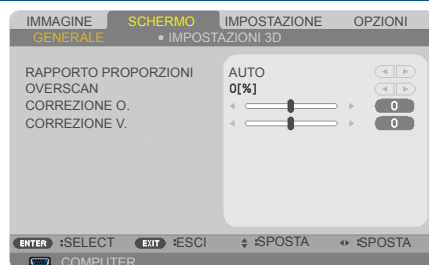 IMMAGINE SCHERMO IMPOSTAZIONE OPZIONI
GENERALE • IMPOSTAZIONI 3D
RAPPORTO PROPORZIONI AUTO
OVERSCAN 0[%]
CORREZIONE O. 0
CORREZIONE V. 0
ENTER :SELECT EXIT :ESCI :SPOSTA :SPOSTA
COMPUTER